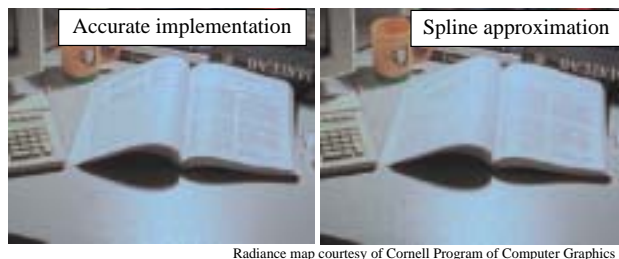 Accurate implementation
Spline approximation
Radiance map courtesy of Cornell Program of Computer Graphics